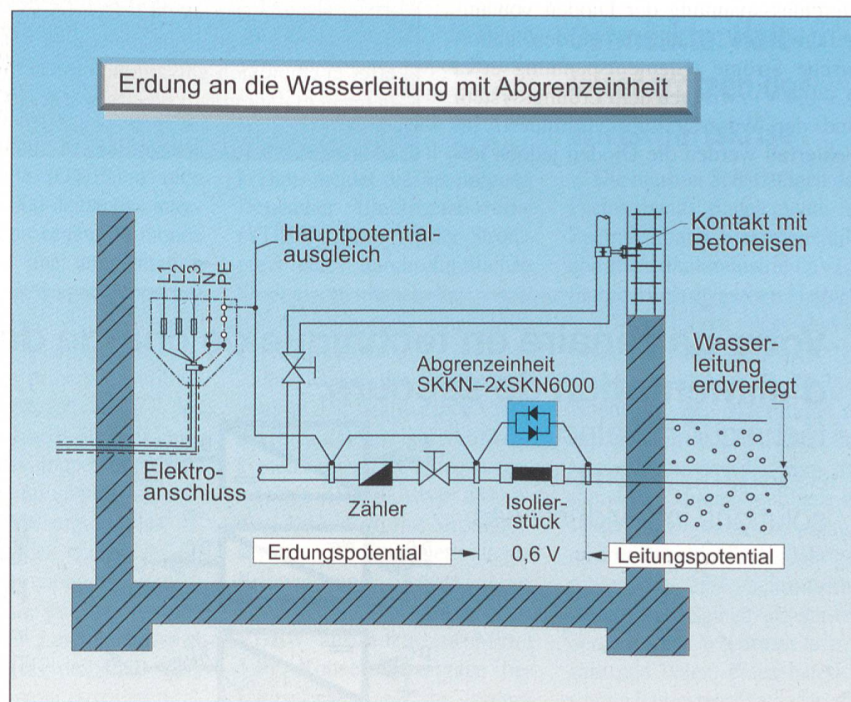 Erdung an die Wasserleitung mit Abgrenzeinheit
Hauptpotential-
ausgleich
Kontakt mit
Betoneisen
L1
L2
L3
N
PE
Abgrenzeinheit
SKKN–2xSKN6000
Wasser-
leitung
erdverlegt
Elektro-
anschluss
Zähler
Isolier-
stück
Erdungspotential
0,6 V
Leitungspotential